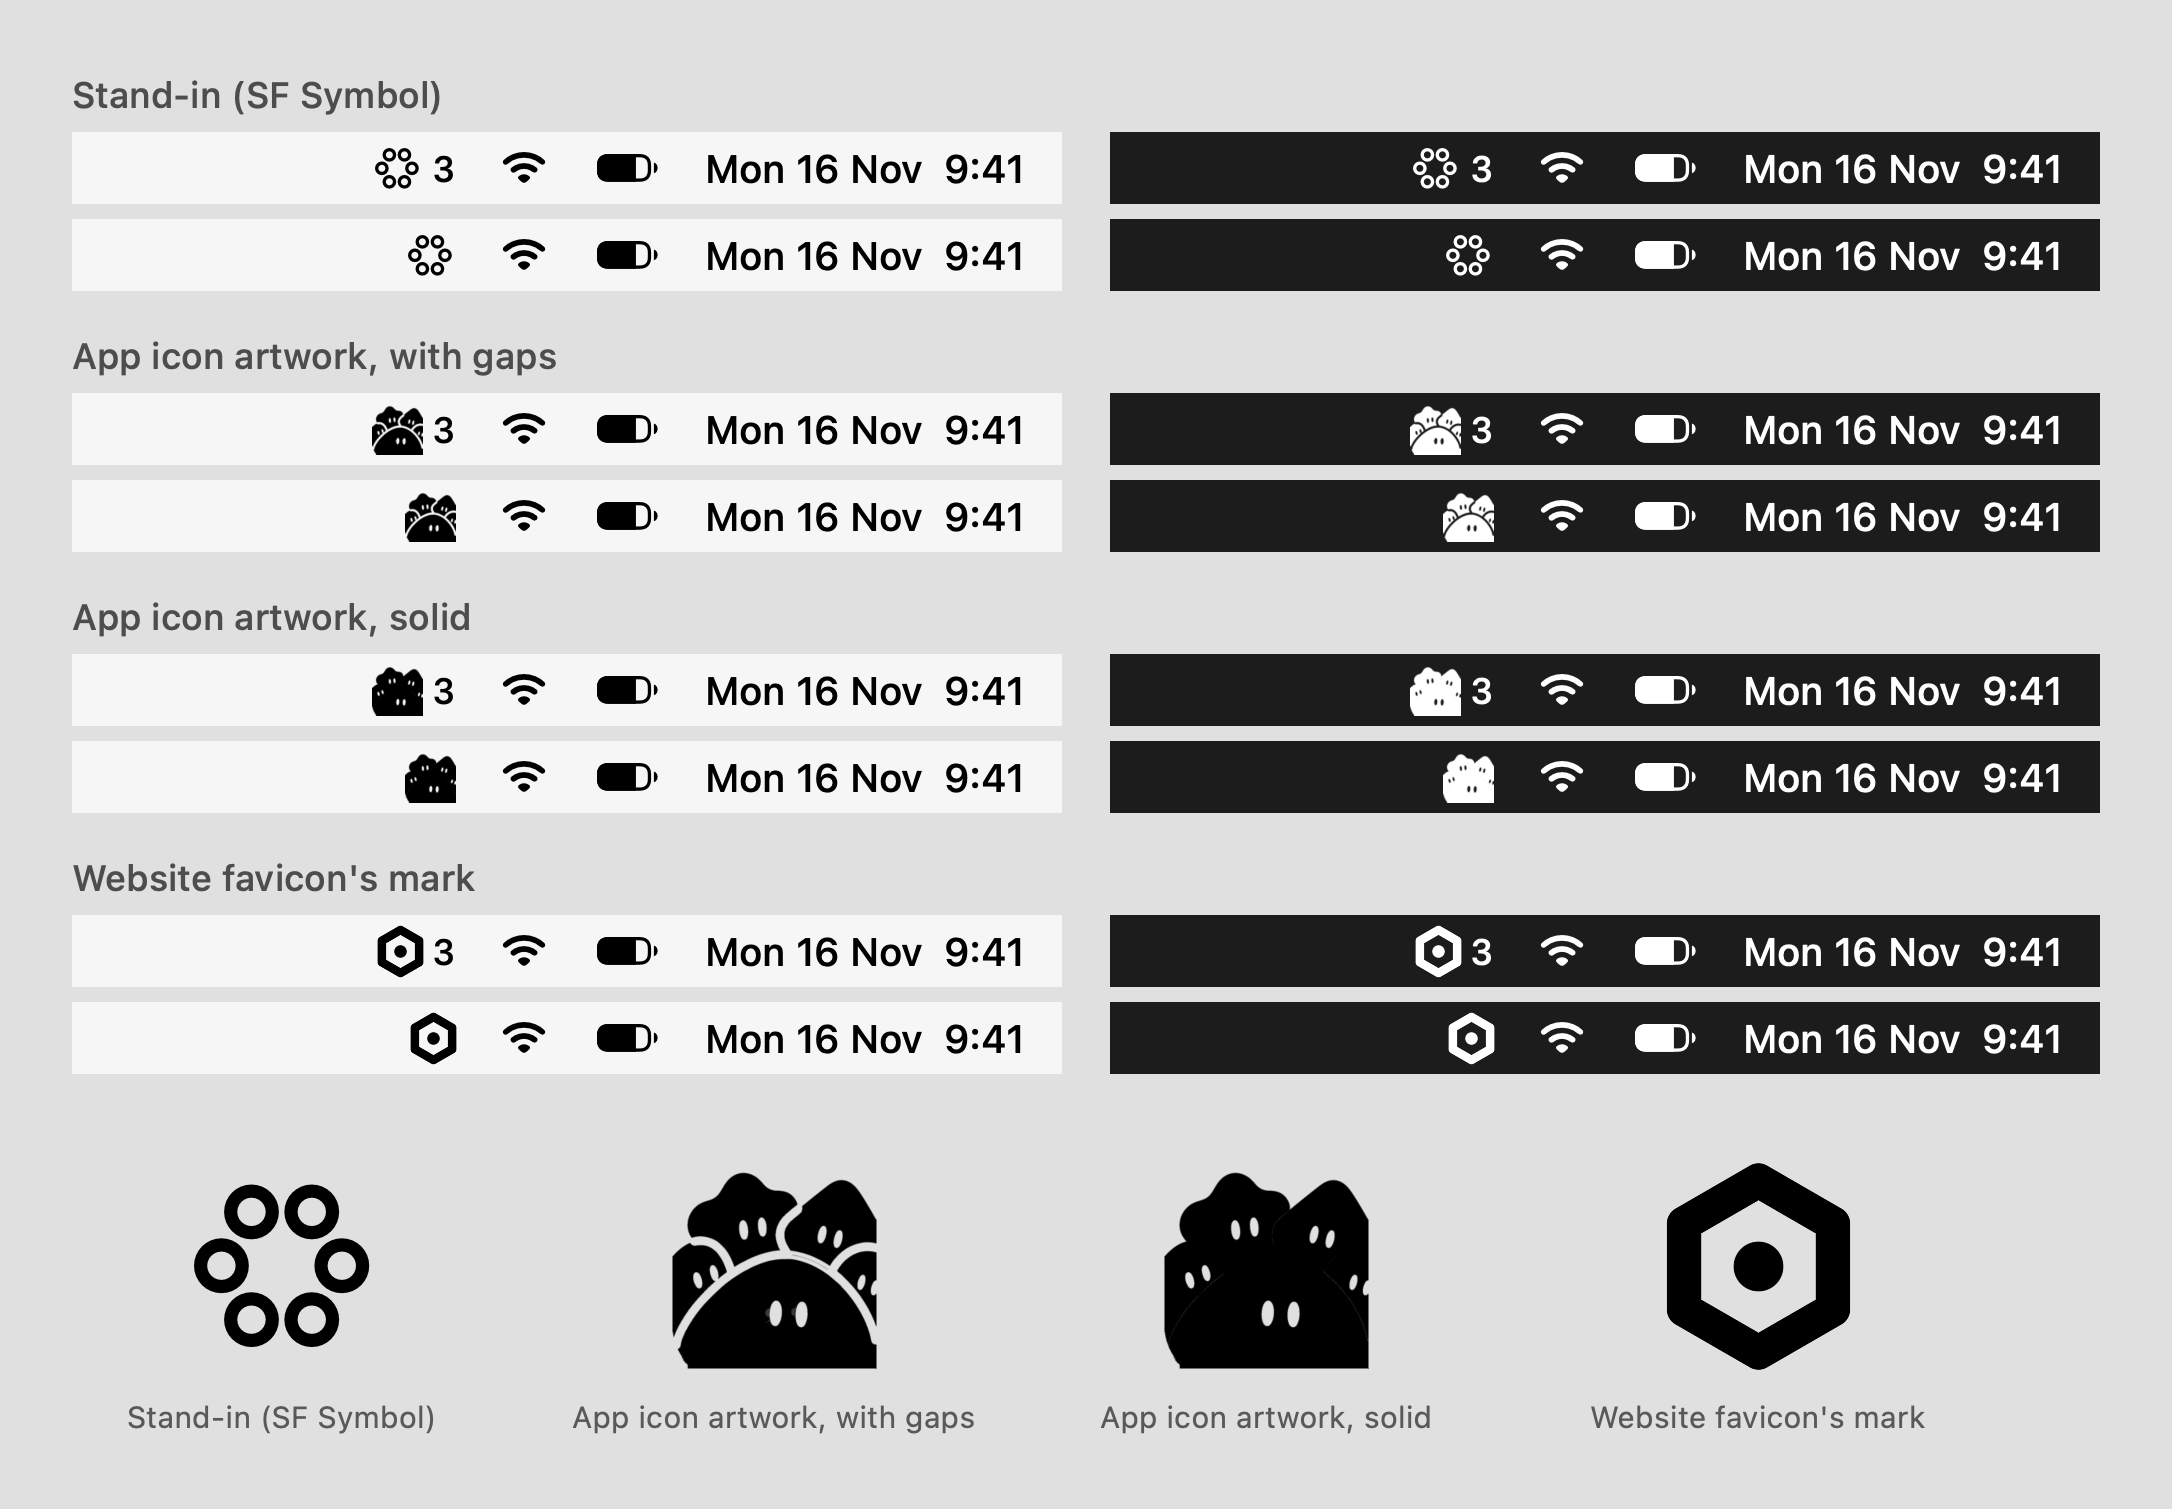 Stand-in (SF Symbol)
3 Mon 16 Nov 9:41 3 Mon 16 Nov 9:41
Mon 16 Nov 9:41 Mon 16 Nov 9:41
App icon artwork, with gaps
3 Mon 16 Nov 9:41 3 Mon 16 Nov 9:41
Mon 16 Nov 9:41 Mon 16 Nov 9:41
App icon artwork, solid
3 Mon 16 Nov 9:41 3 Mon 16 Nov 9:41
Mon 16 Nov 9:41 Mon 16 Nov 9:41
Website favicon's mark
3 Mon 16 Nov 9:41 3 Mon 16 Nov 9:41
Mon 16 Nov 9:41 Mon 16 Nov 9:41
Stand-in (SF Symbol) App icon artwork, with gaps App icon artwork, solid Website favicon's mark